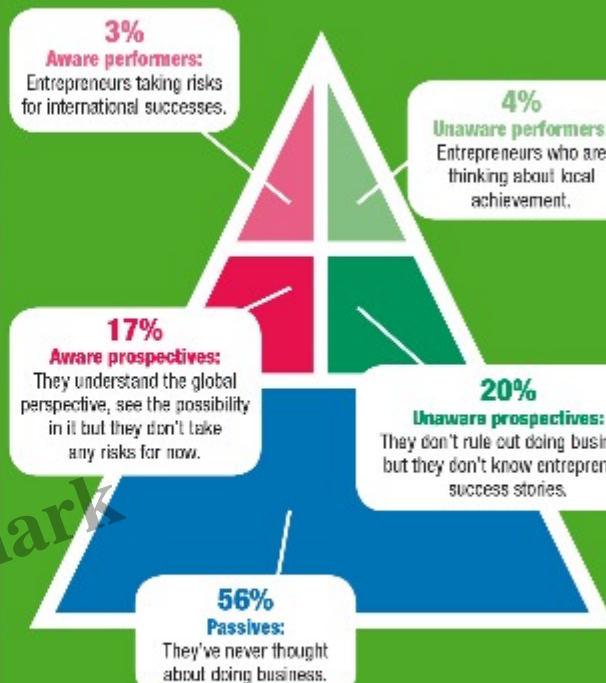 3%
Aware performers:
Entrepreneurs taking risks
for international successes.
4%
Unaware performers
Entrepreneurs who are
thinking about local
achievement.
17%
Aware prospectives:
They understand the global
perspective, see the possibility
in it but they don't take
any risks for now.
20%
Unaware prospectives:
They don't rule out doing
but they don't know
success stories.
56%
Passives:
They've never thought
about doing business.